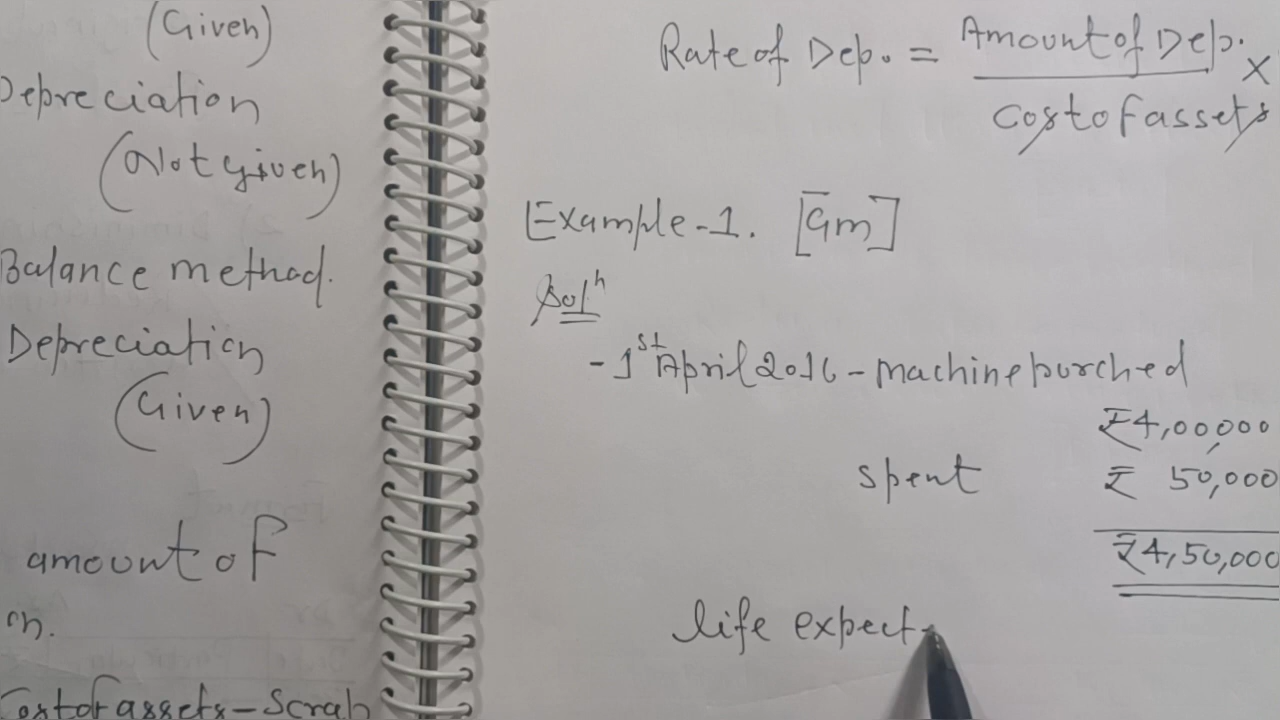 (Given)
Depreciation
(Not given)
Balance method.
Depreciation
(Given)
amount of
on.
Cost of assets - Scrap
Rate of Dep. = Amount of Dep. ×
Cost of assets
Example-1. [Gm]
Solⁿ
- 1st April 2016 - machine purched
₹4,00,000
spent ₹ 50,000
₹4,50,000
life expect